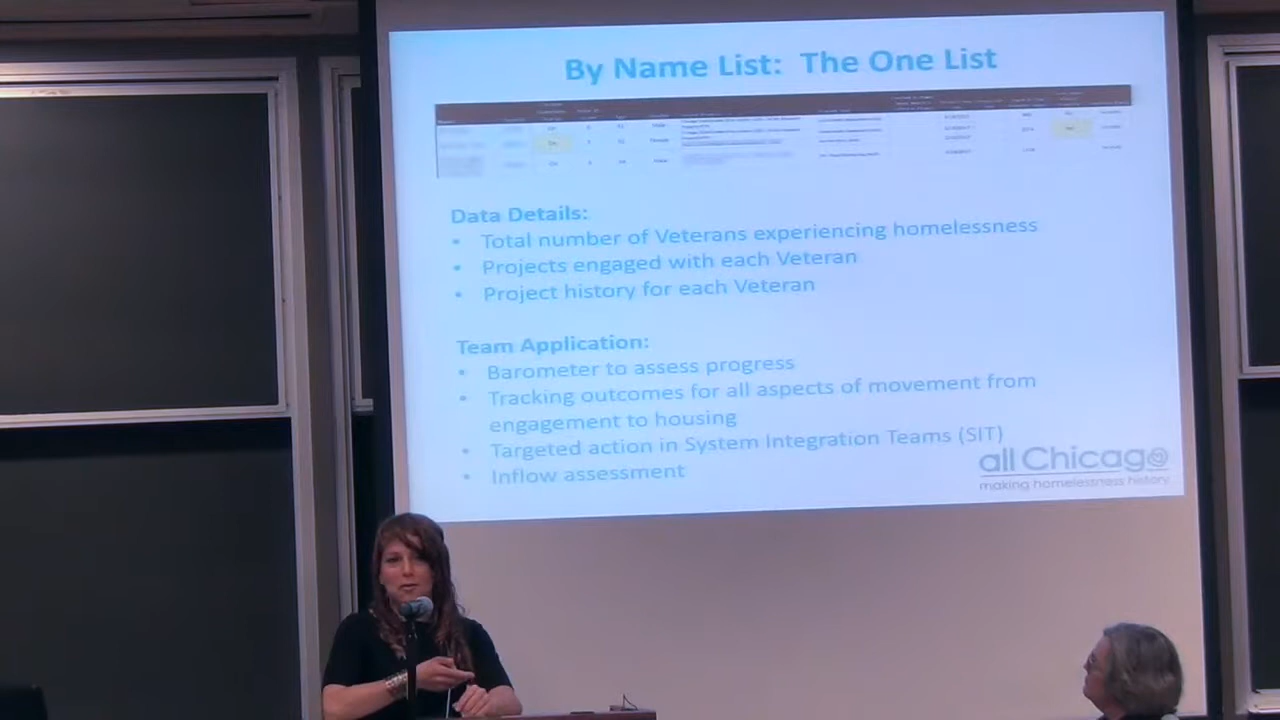 By Name List: The One List
Data Details:
• Total number of Veterans experiencing homelessness
• Projects engaged with each Veteran
• Project history for each Veteran
Team Application:
• Barometer to assess progress
• Tracking outcomes for all aspects of movement from
engagement to housing
• Targeted action in System Integration Teams (SIT)
• Inflow assessment
all Chicago
making homelessness history